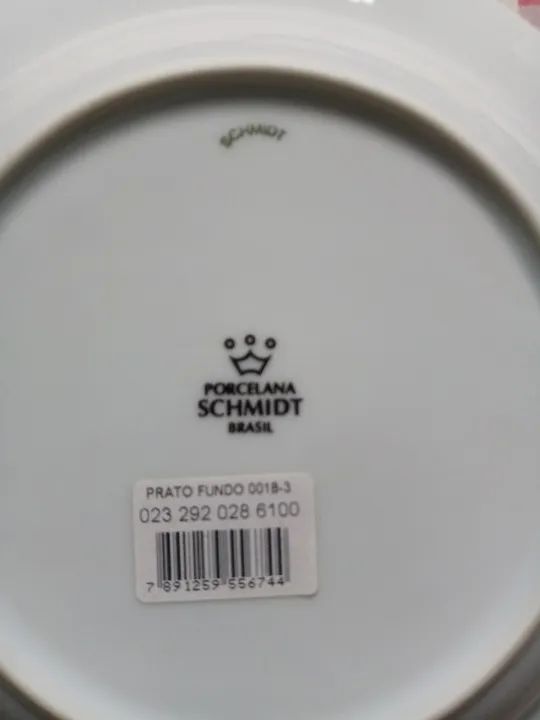 SCHMIDT
PORCELANA
SCHMIDT
BRASIL
PRATO FUNDO 0018-3
023 292 028 6100
7 891259 556744